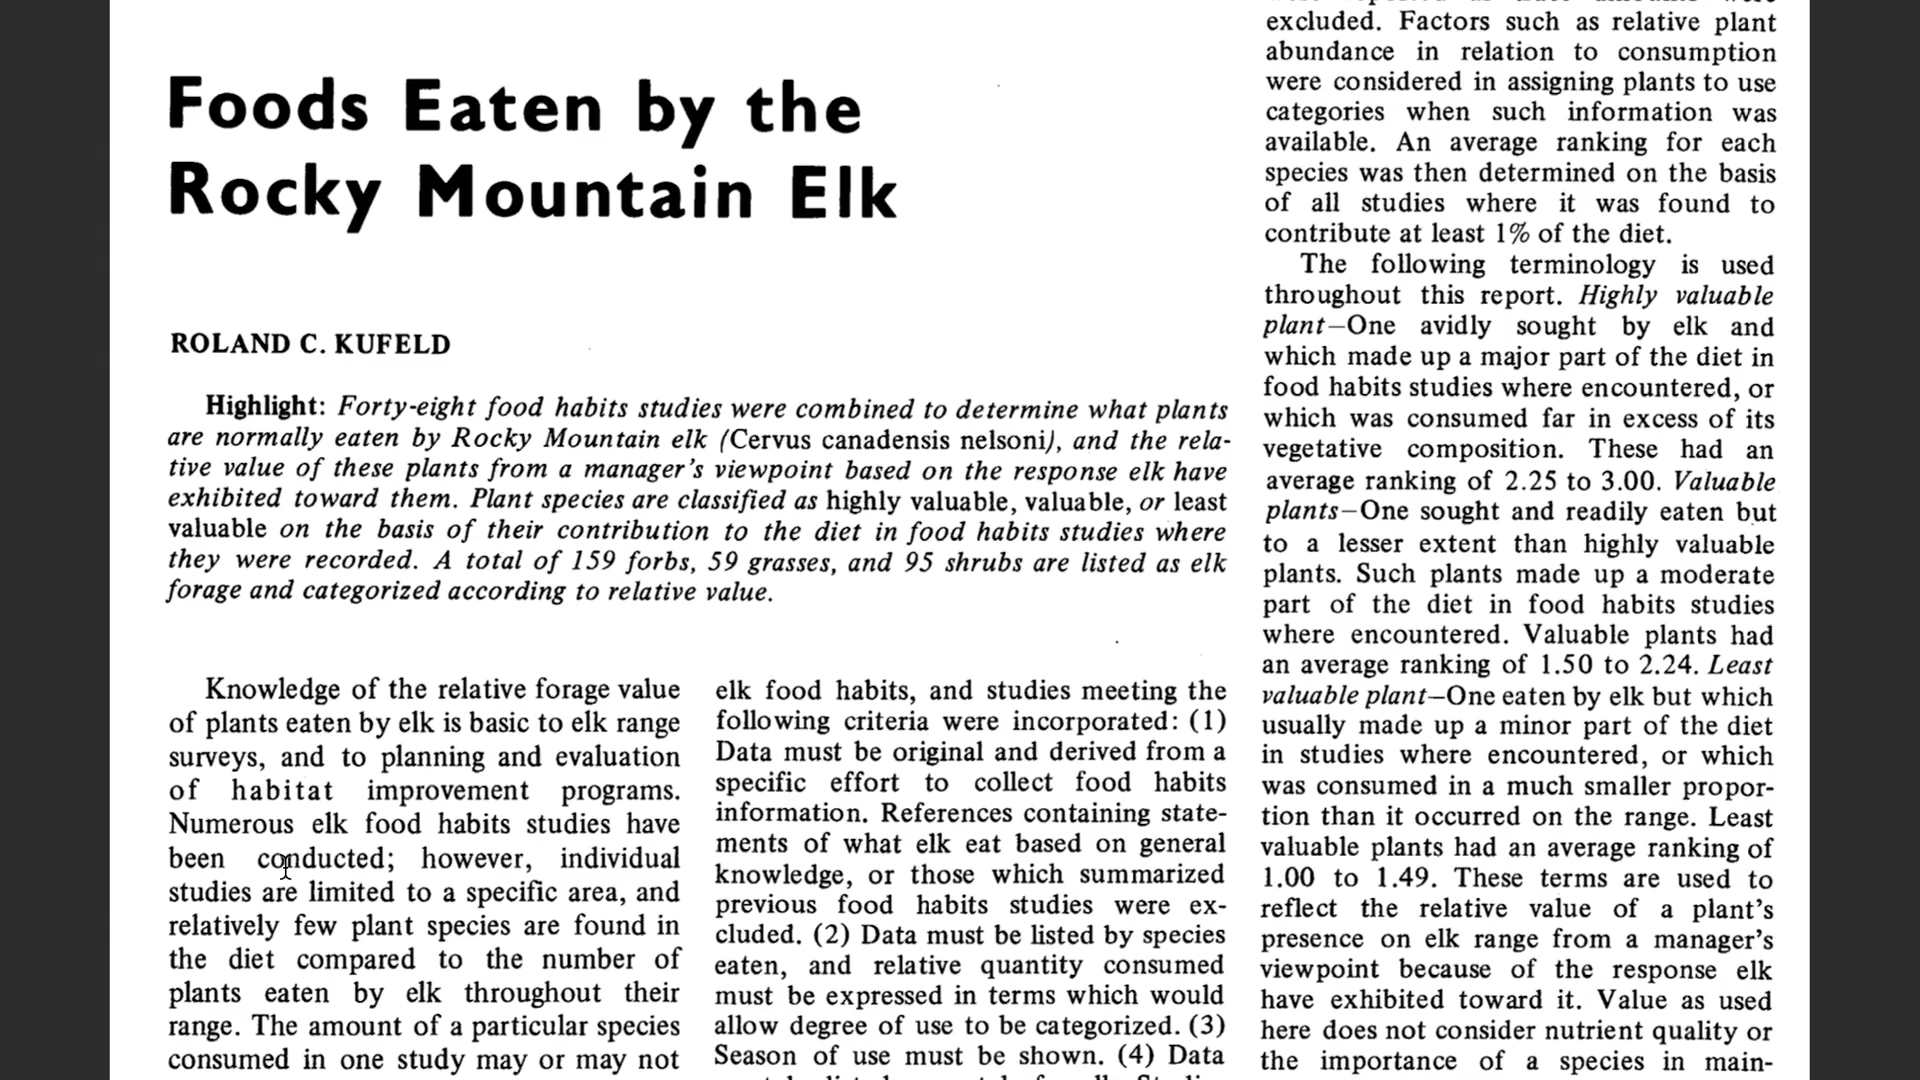 Foods Eaten by the
Rocky Mountain Elk
ROLAND C. KUFELD
Highlight: Forty-eight food habits studies were combined to determine what plants
are normally eaten by Rocky Mountain elk (Cervus canadensis nelsoni), and the rela-
tive value of these plants from a manager's viewpoint based on the response elk have
exhibited toward them. Plant species are classified as highly valuable, valuable, or least
valuable on the basis of their contribution to the diet in food habits studies where
they were recorded. A total of 159 forbs, 59 grasses, and 95 shrubs are listed as elk
forage and categorized according to relative value.
Knowledge of the relative forage value
of plants eaten by elk is basic to elk range
surveys, and to planning and evaluation
of habitat improvement programs.
Numerous elk food habits studies have
been conducted; however, individual
studies are limited to a specific area, and
relatively few plant species are found in
the diet compared to the number of
plants eaten by elk throughout their
range. The amount of a particular species
consumed in one study may or may not
elk food habits, and studies meeting the
following criteria were incorporated: (1)
Data must be original and derived from a
specific effort to collect food habits
information. References containing state-
ments of what elk eat based on general
knowledge, or those which summarized
previous food habits studies were ex-
cluded. (2) Data must be listed by species
eaten, and relative quantity consumed
must be expressed in terms which would
allow degree of use to be categorized. (3)
Season of use must be shown. (4) Data
excluded. Factors such as relative plant
abundance in relation to consumption
were considered in assigning plants to use
categories when such information was
available. An average ranking for each
species was then determined on the basis
of all studies where it was found to
contribute at least 1% of the diet.
The following terminology is used
throughout this report. Highly valuable
plant—One avidly sought by elk and
which made up a major part of the diet in
food habits studies where encountered, or
which was consumed far in excess of its
vegetative composition. These had an
average ranking of 2.25 to 3.00. Valuable
plants—One sought and readily eaten but
to a lesser extent than highly valuable
plants. Such plants made up a moderate
part of the diet in food habits studies
where encountered. Valuable plants had
an average ranking of 1.50 to 2.24. Least
valuable plant—One eaten by elk but which
usually made up a minor part of the diet
in studies where encountered, or which
was consumed in a much smaller propor-
tion than it occurred on the range. Least
valuable plants had an average ranking of
1.00 to 1.49. These terms are used to
reflect the relative value of a plant's
presence on elk range from a manager's
viewpoint because of the response elk
have exhibited toward it. Value as used
here does not consider nutrient quality or
the importance of a species in main-